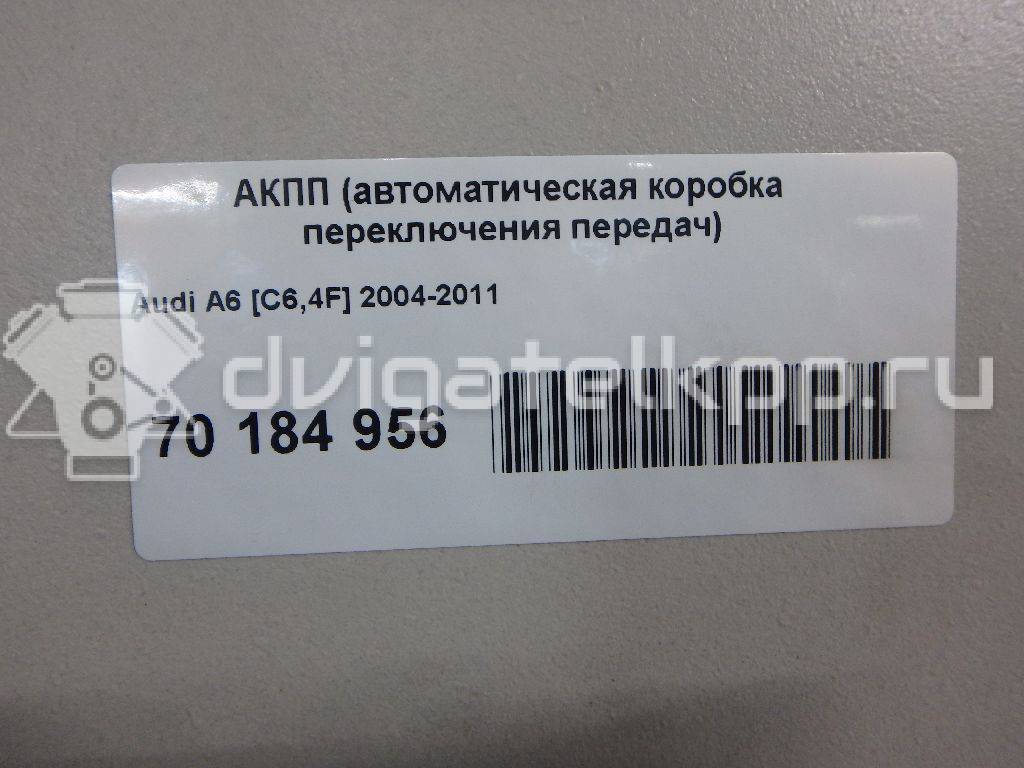 АКПП (автоматическая коробка
переключения передач)
Audi A6 [C6,4F] 2004-2011
dvigatelkpp.ru
70 184 956